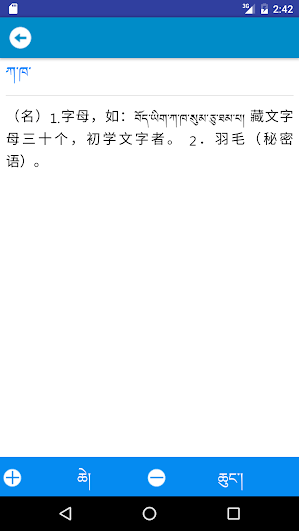 3G 2:42
ཀ་ཁ་
（名）1.字母，如：བོད་ཡིག་ཀ་ཁ་སུམ་ཅུ་ཐམ་པ། 藏文字
母三十个，初学文字者。 2．羽毛（秘密
语）。
ཆེ། ཆུང་།